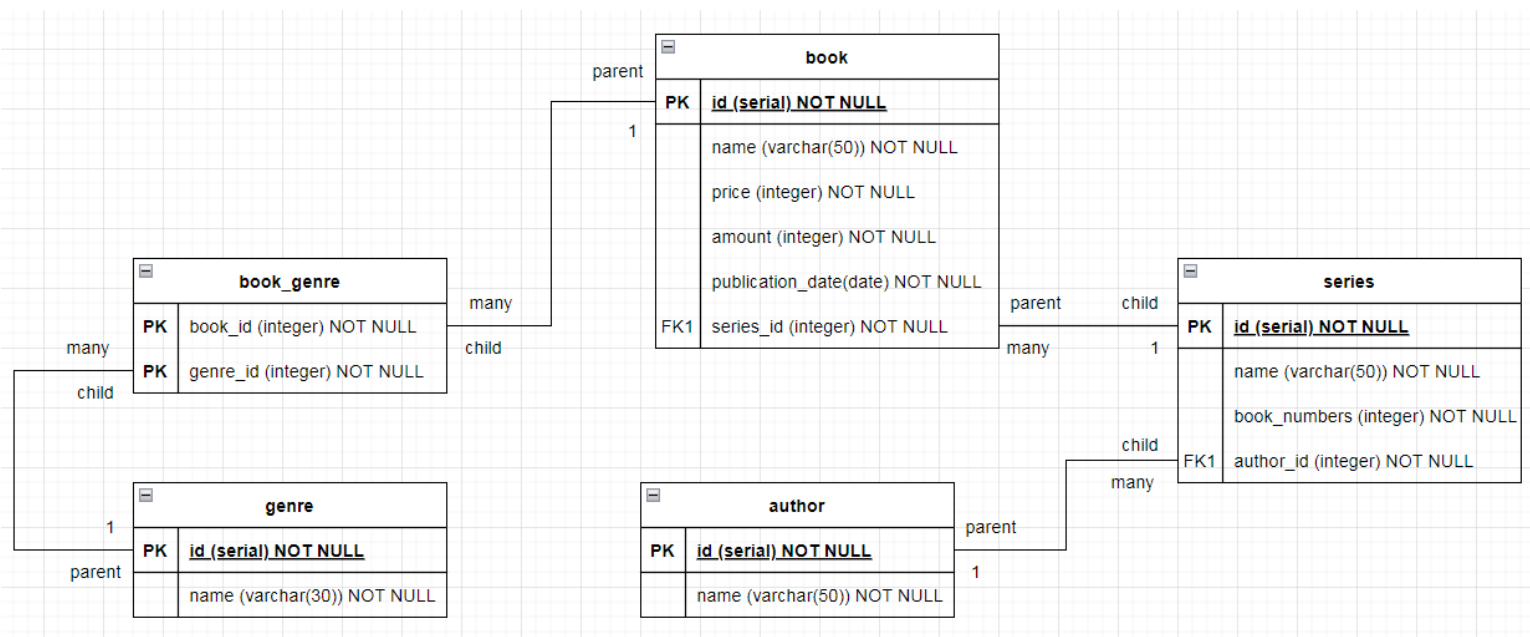 book
parent
PK id (serial) NOT NULL
1
name (varchar(50)) NOT NULL
price (integer) NOT NULL
amount (integer) NOT NULL
publication_date(date) NOT NULL
FK1 series_id (integer) NOT NULL
parent child
many 1
book_genre
PK book_id (integer) NOT NULL
PK genre_id (integer) NOT NULL
many
child
many
child
series
PK id (serial) NOT NULL
name (varchar(50)) NOT NULL
book_numbers (integer) NOT NULL
FK1 author_id (integer) NOT NULL
child
many
genre
PK id (serial) NOT NULL
name (varchar(30)) NOT NULL
1
parent
author
PK id (serial) NOT NULL
name (varchar(50)) NOT NULL
parent
1